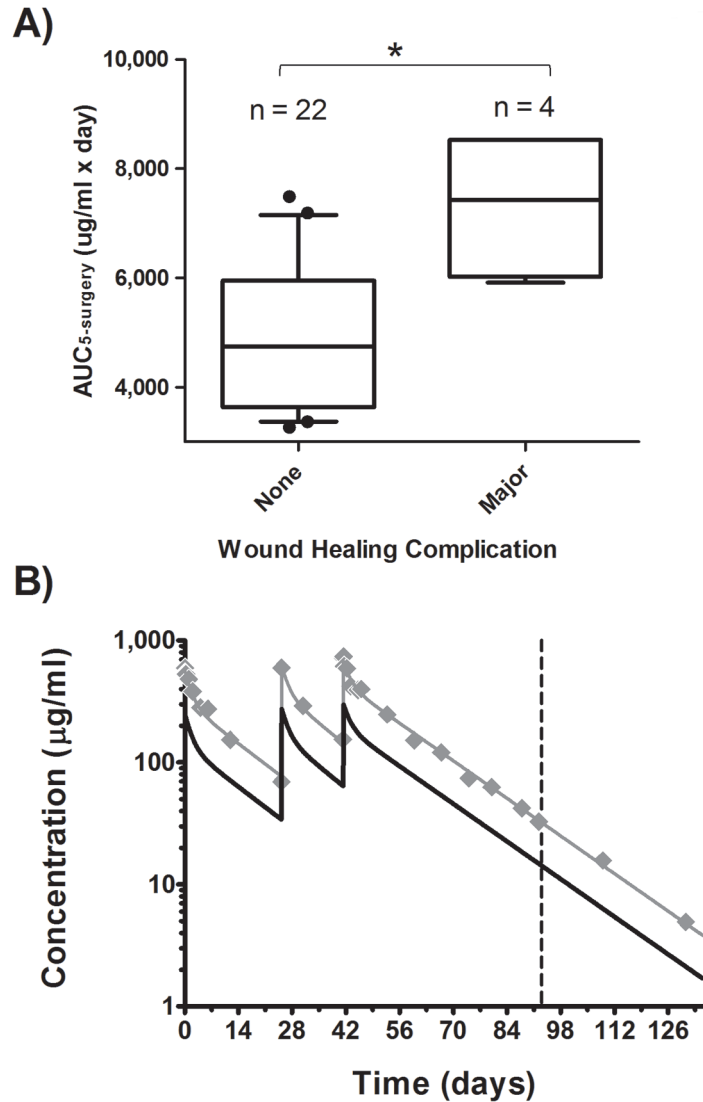 A)
10,000
8,000
6,000
4,000
AUC5-surgery (ug/ml x day)
*
n = 22
n = 4
None
Major
Wound Healing Complication
B)
Concentration (µg/ml)
1,000
100
10
1
0 14 28 42 56 70 84 98 112 126
Time (days)